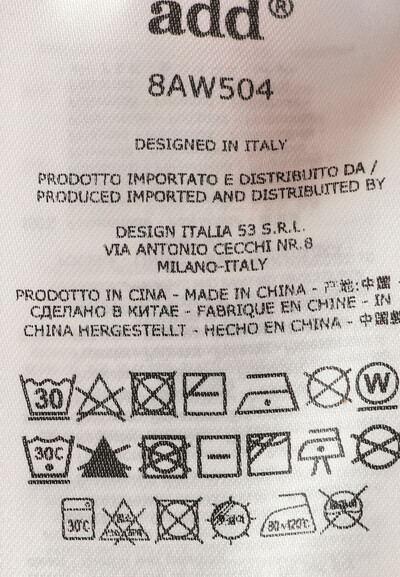 add®
8AW504
DESIGNED IN ITALY
PRODOTTO IMPORTATO E DISTRIBUITO DA /
PRODUCED IMPORTED AND DISTRIBUITED BY
DESIGN ITALIA 53 S.R.L.
VIA ANTONIO CECCHI NR.8
MILANO-ITALY
PRODOTTO IN CINA - MADE IN CHINA - 产地:中國 -
СДЕЛАНО В КИТАЕ - FABRIQUE EN CHINE - IN
CHINA HERGESTELLT - HECHO EN CHINA - 中國製
30 W
30C
30℃ 80~120℃